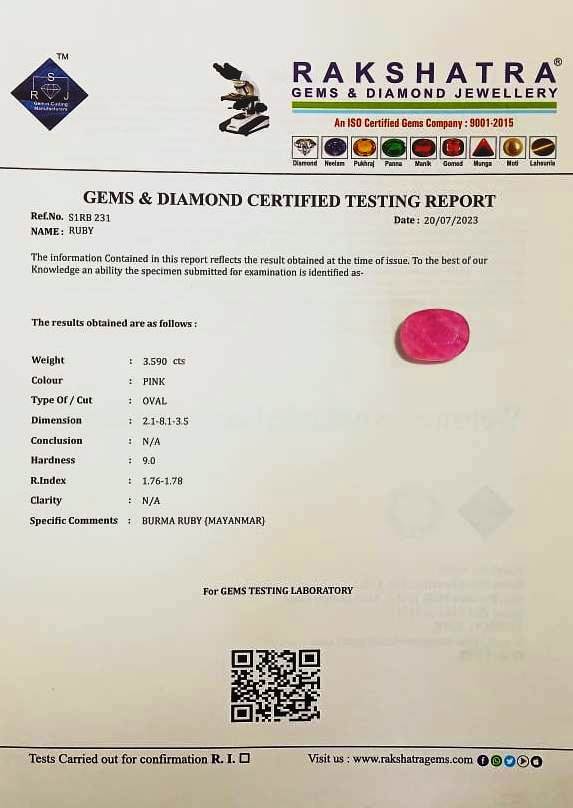 TM
S
R J
Gemss Cutting
Manufacturers
RAKSHATRA®
GEMS & DIAMOND JEWELLERY
An ISO Certified Gems Company : 9001-2015
Diamond Neelam Pukhraj Panna Manik Gomed Munga Moti Lahsunia
GEMS & DIAMOND CERTIFIED TESTING REPORT
Ref.No. S1RB 231
Date : 20/07/2023
NAME : RUBY
The information Contained in this report reflects the result obtained at the time of issue. To the best of our
Knowledge an ability the specimen submitted for examination is identified as-
The results obtained are as follows :
Weight : 3.590 cts
Colour : PINK
Type Of / Cut : OVAL
Dimension : 2.1-8.1-3.5
Conclusion : N/A
Hardness : 9.0
R.Index : 1.76-1.78
Clarity : N/A
Specific Comments : BURMA RUBY (MAYANMAR)
For GEMS TESTING LABORATORY
Tests Carried out for confirmation R. I. ☐
Visit us : www.rakshatragems.com